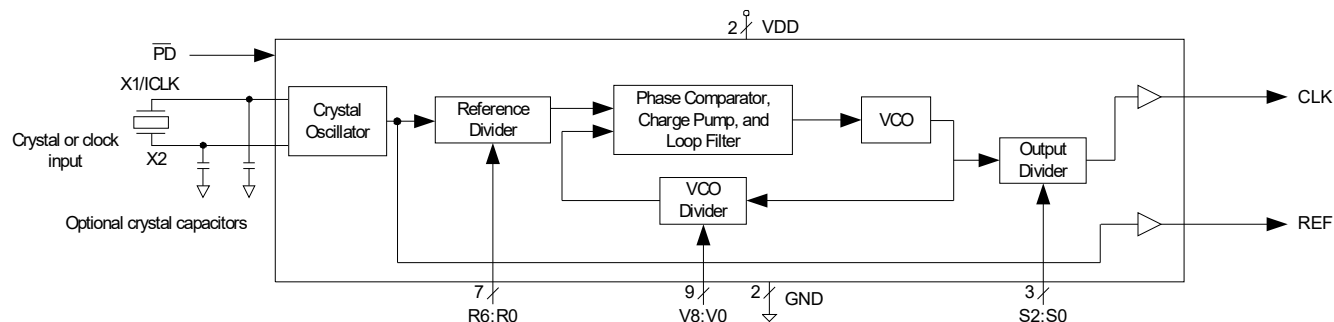 2 VDD
PD
X1/ICLK
Crystal or clock
input
X2
Optional crystal capacitors
Crystal
Oscillator
Reference
Divider
Phase Comparator,
Charge Pump, and
Loop Filter
VCO
VCO
Divider
Output
Divider
CLK
REF
7
R6:R0
9
V8:V0
2
GND
3
S2:S0